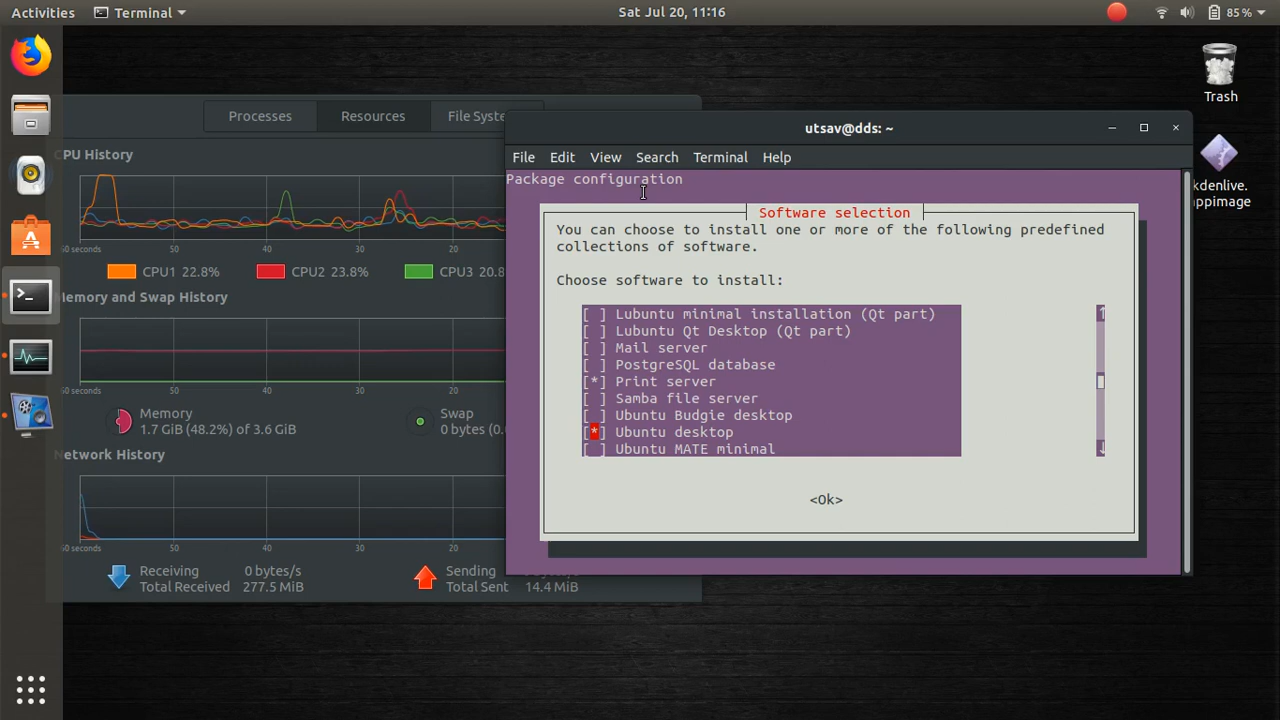 Activities
Terminal
Sat Jul 20, 11:16
85 %
Trash
kdenlive.
appimage
Processes
Resources
File Syste
CPU History
seconds
50
40
30
20
CPU1 22.8%
CPU2 23.8%
CPU3 20.8
Memory and Swap History
seconds
50
40
30
20
Memory
1.7 GiB (48.2%) of 3.6 GiB
Swap
0 bytes (0.
Network History
seconds
50
40
30
20
Receiving
0 bytes/s
Total Received
277.5 MiB
Sending
Total Sent
14.4 MiB
utsav@dds: ~
File Edit View Search Terminal Help
Package configuration
Software selection
You can choose to install one or more of the following predefined
collections of software.
Choose software to install:
[ ] Lubuntu minimal installation (Qt part)
[ ] Lubuntu Qt Desktop (Qt part)
[ ] Mail server
[ ] PostgreSQL database
[*] Print server
[ ] Samba file server
[ ] Ubuntu Budgie desktop
[*] Ubuntu desktop
[ ] Ubuntu MATE minimal
<Ok>